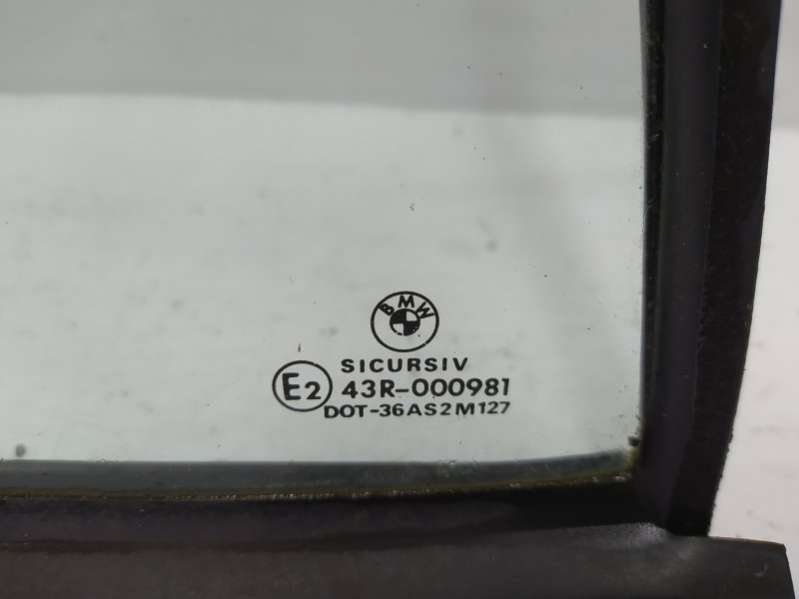 BMW
SICURSIV
E2 43R-000981
DOT-36AS2M127